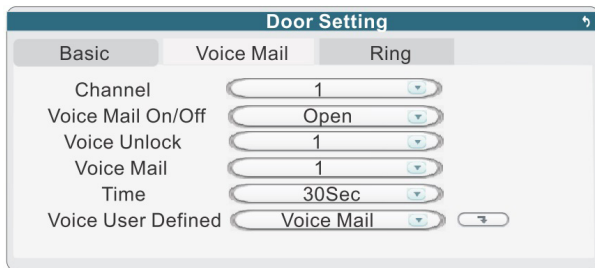 Door Setting
Basic Voice Mail Ring
Channel 1
Voice Mail On/Off Open
Voice Unlock 1
Voice Mail 1
Time 30Sec
Voice User Defined Voice Mail